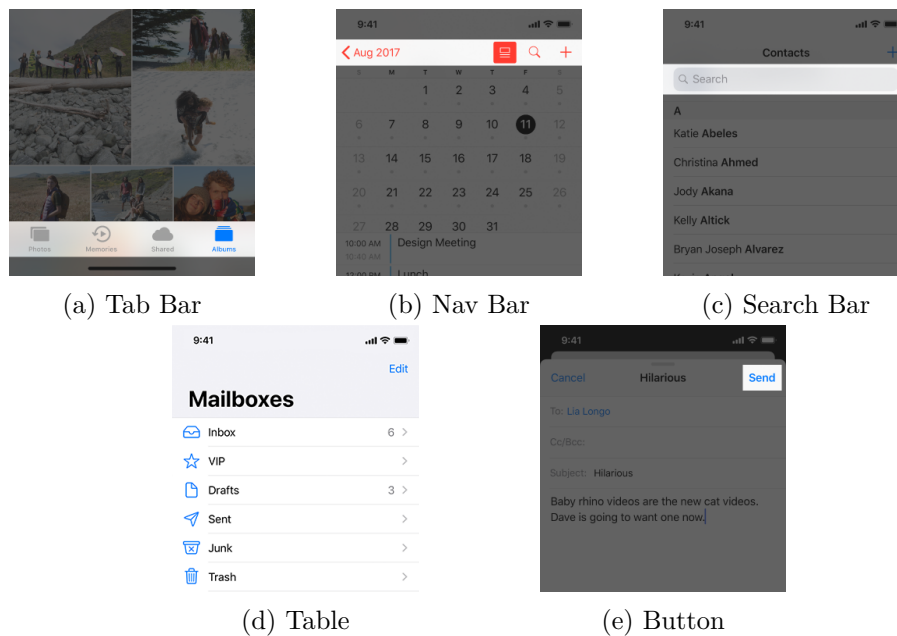 Photos Memories Shared Albums
(a) Tab Bar
9:41
Aug 2017
S M T W T F S
1 2 3 4 5
6 7 8 9 10 11 12
13 14 15 16 17 18 19
20 21 22 23 24 25 26
27 28 29 30 31
10:00 AM Design Meeting
10:40 AM
12:00 PM Lunch
(b) Nav Bar
9:41
Contacts
Search
A
Katie Abeles
Christina Ahmed
Jody Akana
Kelly Altick
Bryan Joseph Alvarez
(c) Search Bar
9:41
Edit
Mailboxes
Inbox 6
VIP
Drafts 3
Sent
Junk
Trash
(d) Table
9:41
Cancel Hilarious Send
To: Lia Longo
Cc/Bcc:
Subject: Hilarious
Baby rhino videos are the new cat videos.
Dave is going to want one now.
(e) Button